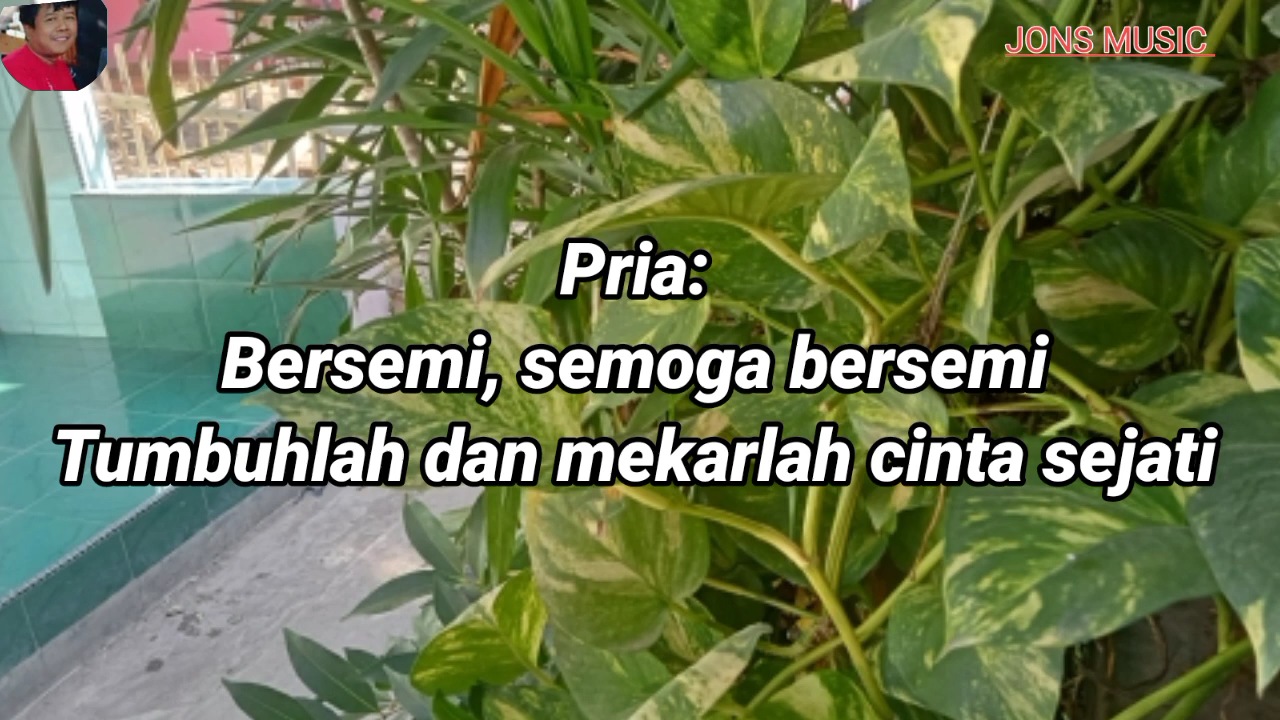 JONS MUSIC
Pria:
Bersemi, semoga bersemi
Tumbuhlah dan mekarlah cinta sejati